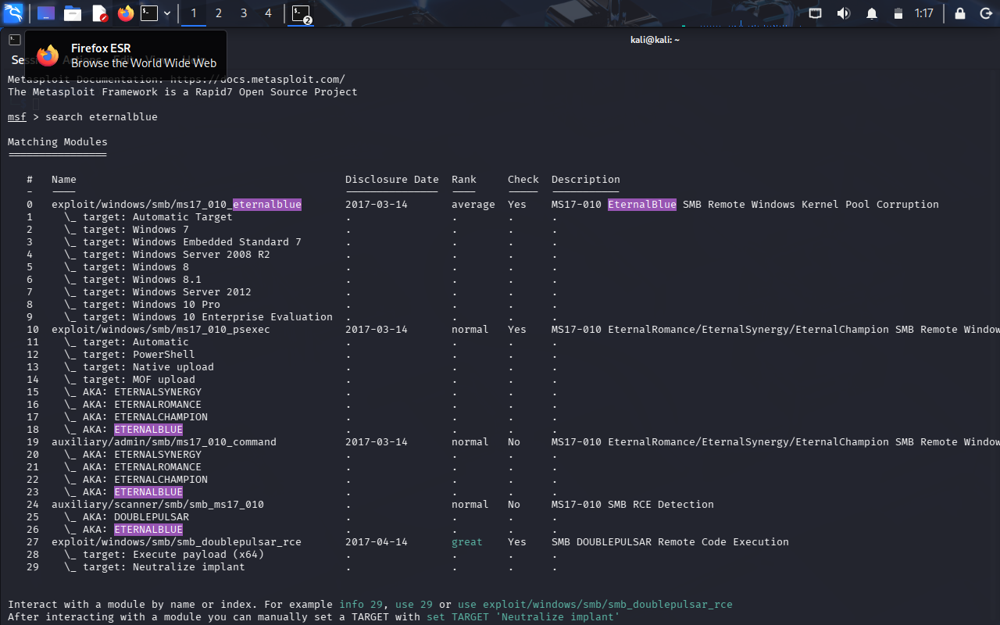 1 2 3 4 2 1:17
kali@kali: ~
Firefox ESR
Browse the World Wide Web
Session Actions Edit View Help
Metasploit Documentation: https://docs.metasploit.com/
The Metasploit Framework is a Rapid7 Open Source Project
msf > search eternalblue
Matching Modules
================
# Name Disclosure Date Rank Check Description
- ---- --------------- ---- ----- -----------
0 exploit/windows/smb/ms17_010_eternalblue 2017-03-14 average Yes MS17-010 EternalBlue SMB Remote Windows Kernel Pool Corruption
1 \_ target: Automatic Target . . . .
2 \_ target: Windows 7 . . . .
3 \_ target: Windows Embedded Standard 7 . . . .
4 \_ target: Windows Server 2008 R2 . . . .
5 \_ target: Windows 8 . . . .
6 \_ target: Windows 8.1 . . . .
7 \_ target: Windows Server 2012 . . . .
8 \_ target: Windows 10 Pro . . . .
9 \_ target: Windows 10 Enterprise Evaluation . . . .
10 exploit/windows/smb/ms17_010_psexec 2017-03-14 normal Yes MS17-010 EternalRomance/EternalSynergy/EternalChampion SMB Remote Window
11 \_ target: Automatic . . . .
12 \_ target: PowerShell . . . .
13 \_ target: Native upload . . . .
14 \_ target: MOF upload . . . .
15 \_ AKA: ETERNALSYNERGY . . . .
16 \_ AKA: ETERNALROMANCE . . . .
17 \_ AKA: ETERNALCHAMPION . . . .
18 \_ AKA: ETERNALBLUE . . . .
19 auxiliary/admin/smb/ms17_010_command 2017-03-14 normal No MS17-010 EternalRomance/EternalSynergy/EternalChampion SMB Remote Window
20 \_ AKA: ETERNALSYNERGY . . . .
21 \_ AKA: ETERNALROMANCE . . . .
22 \_ AKA: ETERNALCHAMPION . . . .
23 \_ AKA: ETERNALBLUE . . . .
24 auxiliary/scanner/smb/smb_ms17_010 . normal No MS17-010 SMB RCE Detection
25 \_ AKA: DOUBLEPULSAR . . . .
26 \_ AKA: ETERNALBLUE . . . .
27 exploit/windows/smb/smb_doublepulsar_rce 2017-04-14 great Yes SMB DOUBLEPULSAR Remote Code Execution
28 \_ target: Execute payload (x64) . . . .
29 \_ target: Neutralize implant . . . .
Interact with a module by name or index. For example info 29, use 29 or use exploit/windows/smb/smb_doublepulsar_rce
After interacting with a module you can manually set a TARGET with set TARGET 'Neutralize implant'